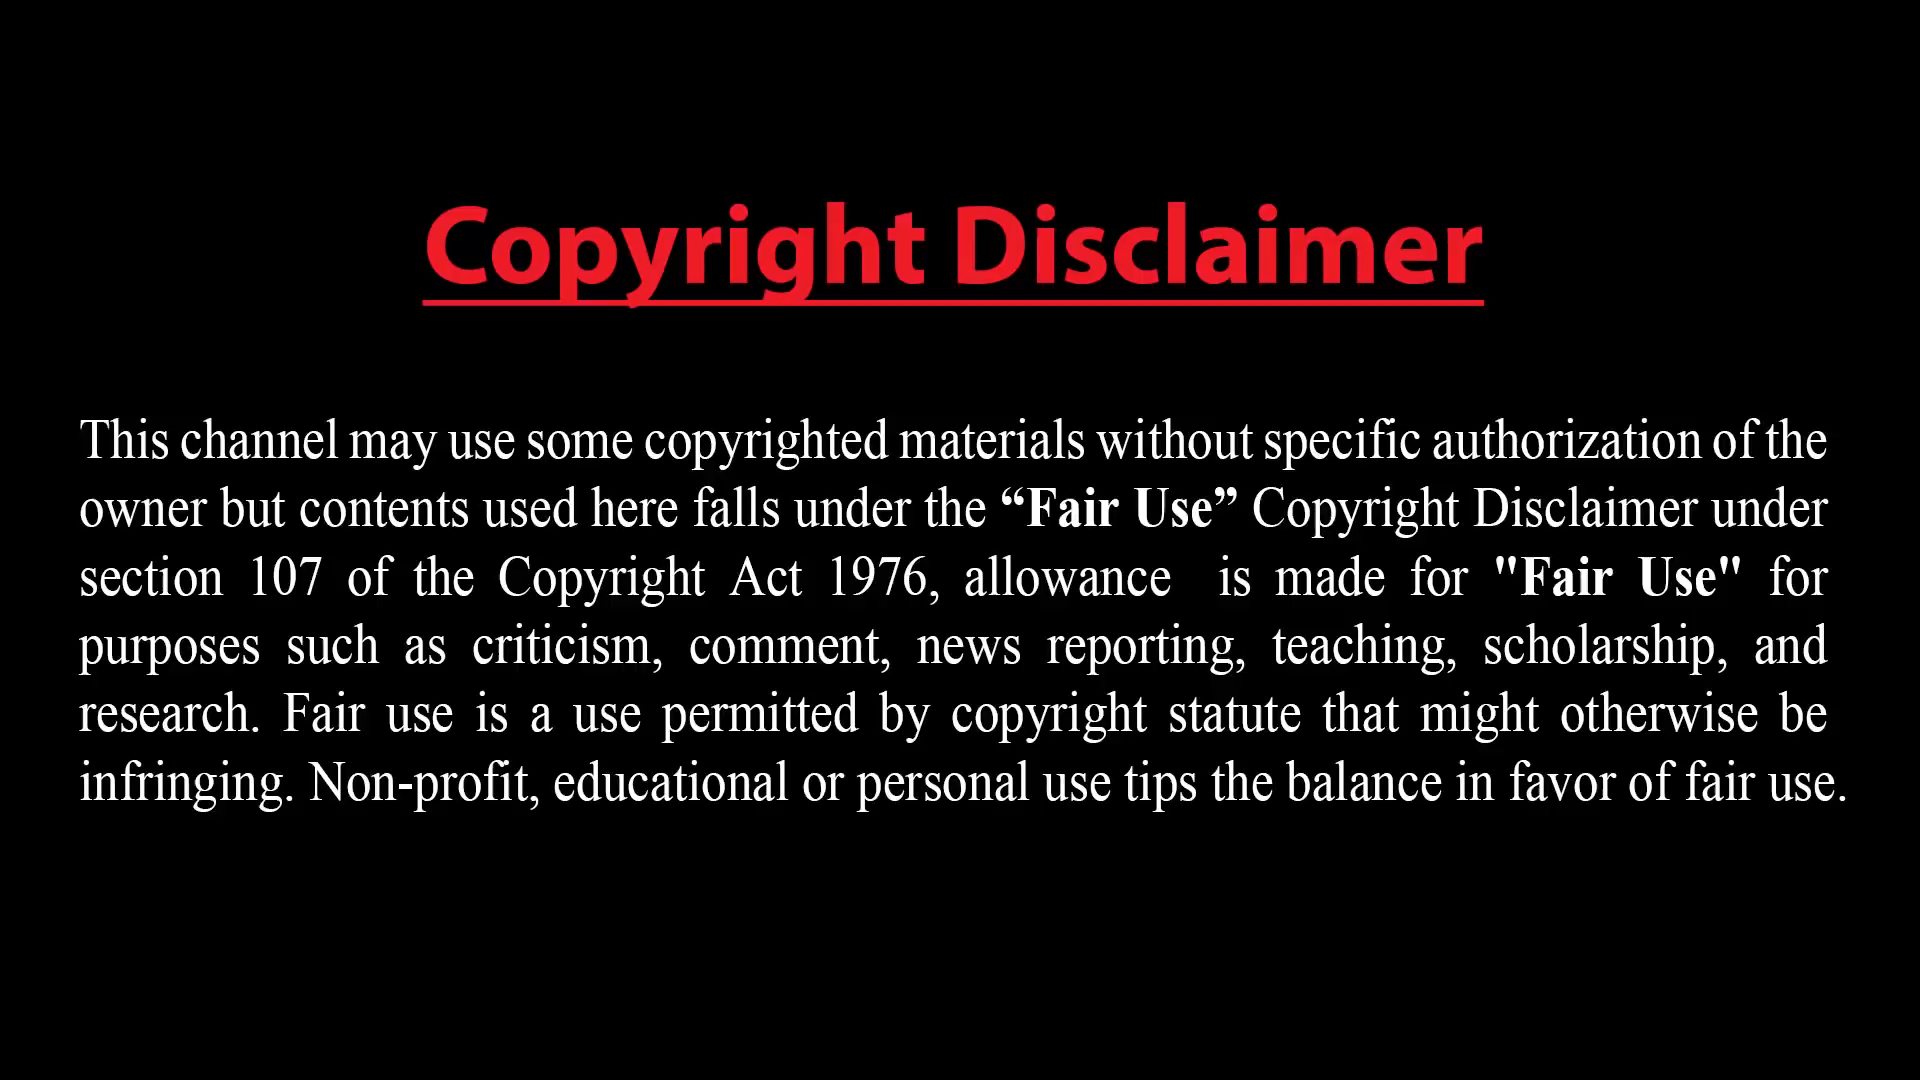 Copyright Disclaimer
This channel may use some copyrighted materials without specific authorization of the
owner but contents used here falls under the “Fair Use” Copyright Disclaimer under
section 107 of the Copyright Act 1976, allowance is made for "Fair Use" for
purposes such as criticism, comment, news reporting, teaching, scholarship, and
research. Fair use is a use permitted by copyright statute that might otherwise be
infringing. Non-profit, educational or personal use tips the balance in favor of fair use.